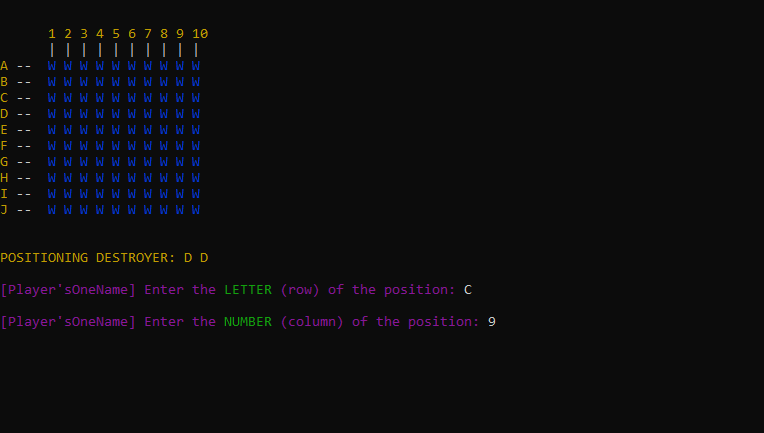 1 2 3 4 5 6 7 8 9 10
| | | | | | | | | |
A -- W W W W W W W W W W
B -- W W W W W W W W W W
C -- W W W W W W W W W W
D -- W W W W W W W W W W
E -- W W W W W W W W W W
F -- W W W W W W W W W W
G -- W W W W W W W W W W
H -- W W W W W W W W W W
I -- W W W W W W W W W W
J -- W W W W W W W W W W
POSITIONING DESTROYER: D D
[Player'sOneName] Enter the LETTER (row) of the position: C
[Player'sOneName] Enter the NUMBER (column) of the position: 9